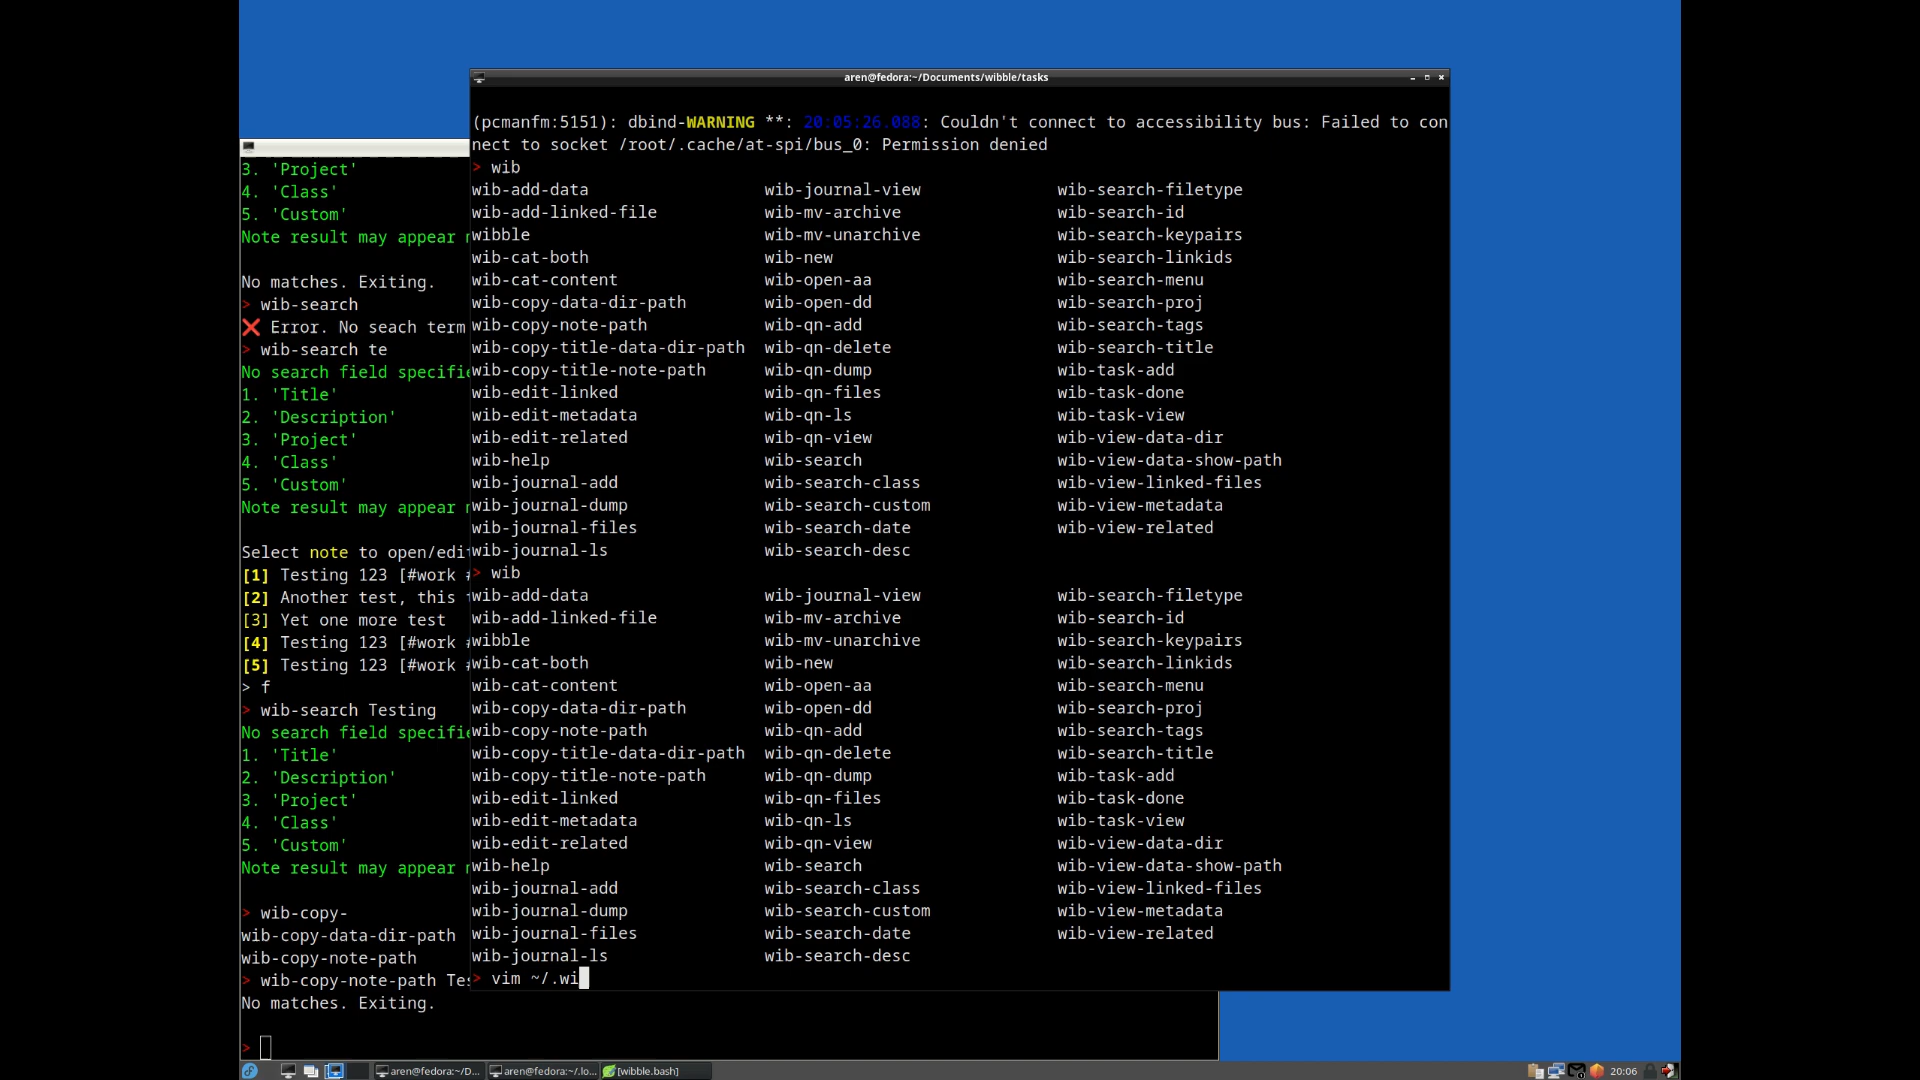 aren@fedora:~/Documents/wibble/tasks
(pcmanfm:5151): dbind-WARNING **: 20:05:26.088: Couldn't connect to accessibility bus: Failed to con
nect to socket /root/.cache/at-spi/bus_0: Permission denied
> wib
wib-add-data wib-journal-view wib-search-filetype
wib-add-linked-file wib-mv-archive wib-search-id
wibble wib-mv-unarchive wib-search-keypairs
wib-cat-both wib-new wib-search-linkids
wib-cat-content wib-open-aa wib-search-menu
wib-copy-data-dir-path wib-open-dd wib-search-proj
wib-copy-note-path wib-qn-add wib-search-tags
wib-copy-title-data-dir-path wib-qn-delete wib-search-title
wib-copy-title-note-path wib-qn-dump wib-task-add
wib-edit-linked wib-qn-files wib-task-done
wib-edit-metadata wib-qn-ls wib-task-view
wib-edit-related wib-qn-view wib-view-data-dir
wib-help wib-search wib-view-data-show-path
wib-journal-add wib-search-class wib-view-linked-files
wib-journal-dump wib-search-custom wib-view-metadata
wib-journal-files wib-search-date wib-view-related
wib-journal-ls wib-search-desc
> wib
wib-add-data wib-journal-view wib-search-filetype
wib-add-linked-file wib-mv-archive wib-search-id
wibble wib-mv-unarchive wib-search-keypairs
wib-cat-both wib-new wib-search-linkids
wib-cat-content wib-open-aa wib-search-menu
wib-copy-data-dir-path wib-open-dd wib-search-proj
wib-copy-note-path wib-qn-add wib-search-tags
wib-copy-title-data-dir-path wib-qn-delete wib-search-title
wib-copy-title-note-path wib-qn-dump wib-task-add
wib-edit-linked wib-qn-files wib-task-done
wib-edit-metadata wib-qn-ls wib-task-view
wib-edit-related wib-qn-view wib-view-data-dir
wib-help wib-search wib-view-data-show-path
wib-journal-add wib-search-class wib-view-linked-files
wib-journal-dump wib-search-custom wib-view-metadata
wib-journal-files wib-search-date wib-view-related
wib-journal-ls wib-search-desc
> vim ~/.wi
3. 'Project'
4. 'Class'
5. 'Custom'
Note result may appear
No matches. Exiting.
> wib-search
❌ Error. No seach term
> wib-search te
No search field specifie
1. 'Title'
2. 'Description'
3. 'Project'
4. 'Class'
5. 'Custom'
Note result may appear
Select note to open/edi
[1] Testing 123 [#work
[2] Another test, this
[3] Yet one more test
[4] Testing 123 [#work
[5] Testing 123 [#work
> f
> wib-search Testing
No search field specifie
1. 'Title'
2. 'Description'
3. 'Project'
4. 'Class'
5. 'Custom'
Note result may appear
> wib-copy-
wib-copy-data-dir-path
wib-copy-note-path
> wib-copy-note-path Tes
No matches. Exiting.
>
aren@fedora:~/D... aren@fedora:~/.lo... [wibble.bash] 20:06